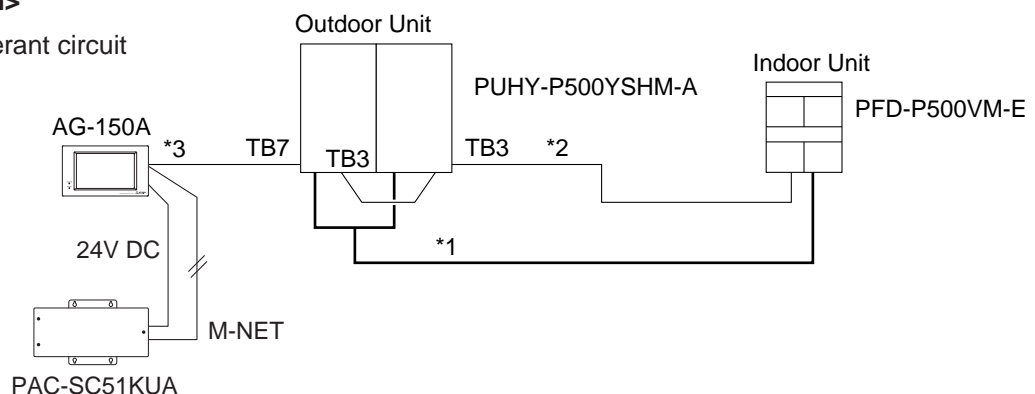 Outdoor Unit
erant circuit
Indoor Unit
PUHY-P500YSHM-A
PFD-P500VM-E
AG-150A
*3
TB7
TB3
TB3
*2
*1
24V DC
M-NET
PAC-SC51KUA